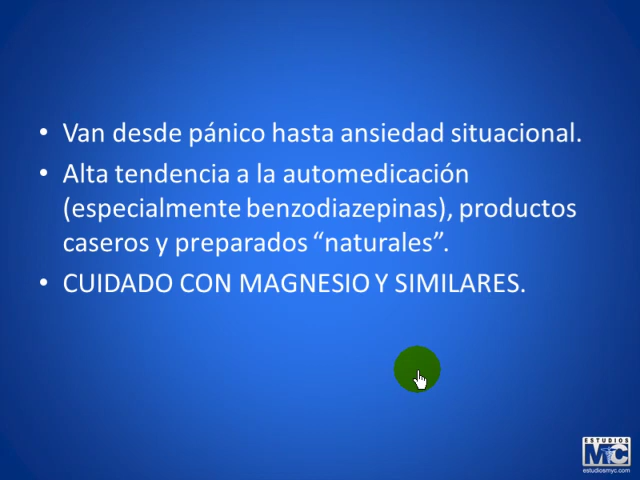 • Van desde pánico hasta ansiedad situacional.
• Alta tendencia a la automedicación
(especialmente benzodiazepinas), productos
caseros y preparados “naturales”.
• CUIDADO CON MAGNESIO Y SIMILARES.
ESTUDIOS
MyC
estudiosmyc.com